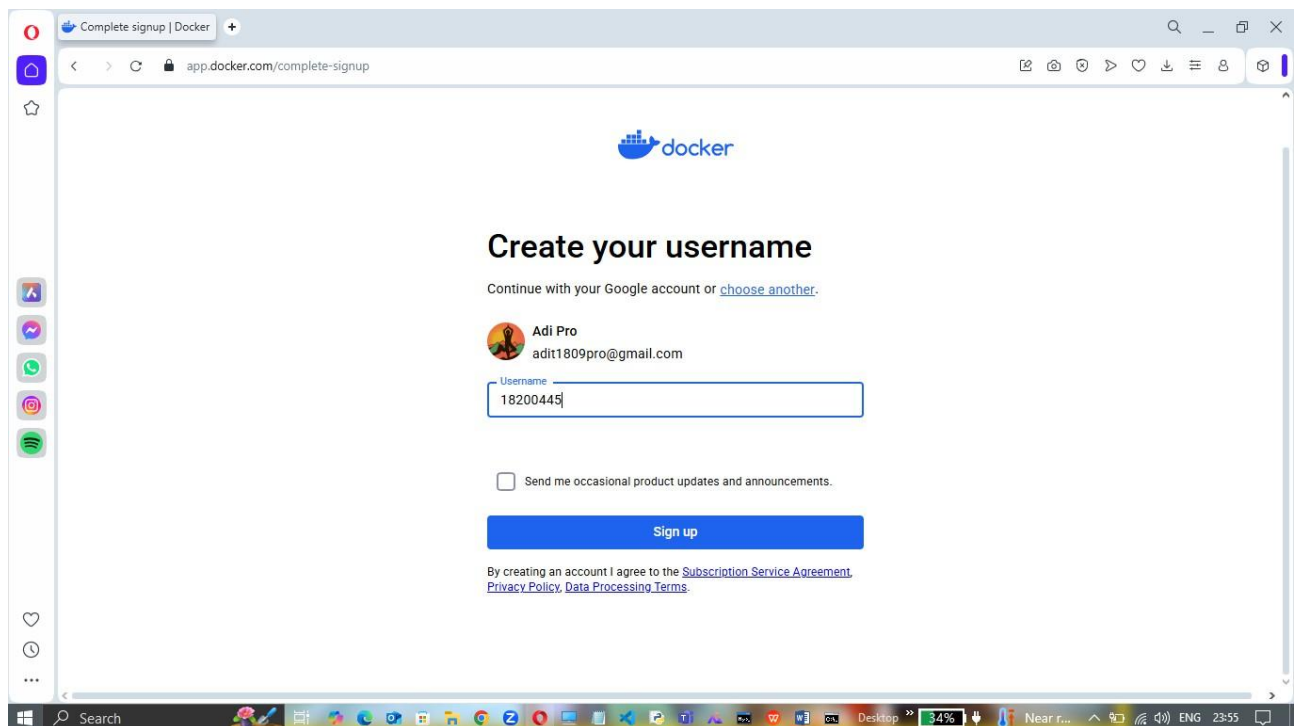 Complete signup | Docker
app.docker.com/complete-signup
docker
Create your username
Continue with your Google account or choose another.
Adi Pro
adit1809pro@gmail.com
Username
18200445
Send me occasional product updates and announcements.
Sign up
By creating an account I agree to the Subscription Service Agreement,
Privacy Policy, Data Processing Terms.
Search
Desktop
34%
Near r...
ENG
23:55